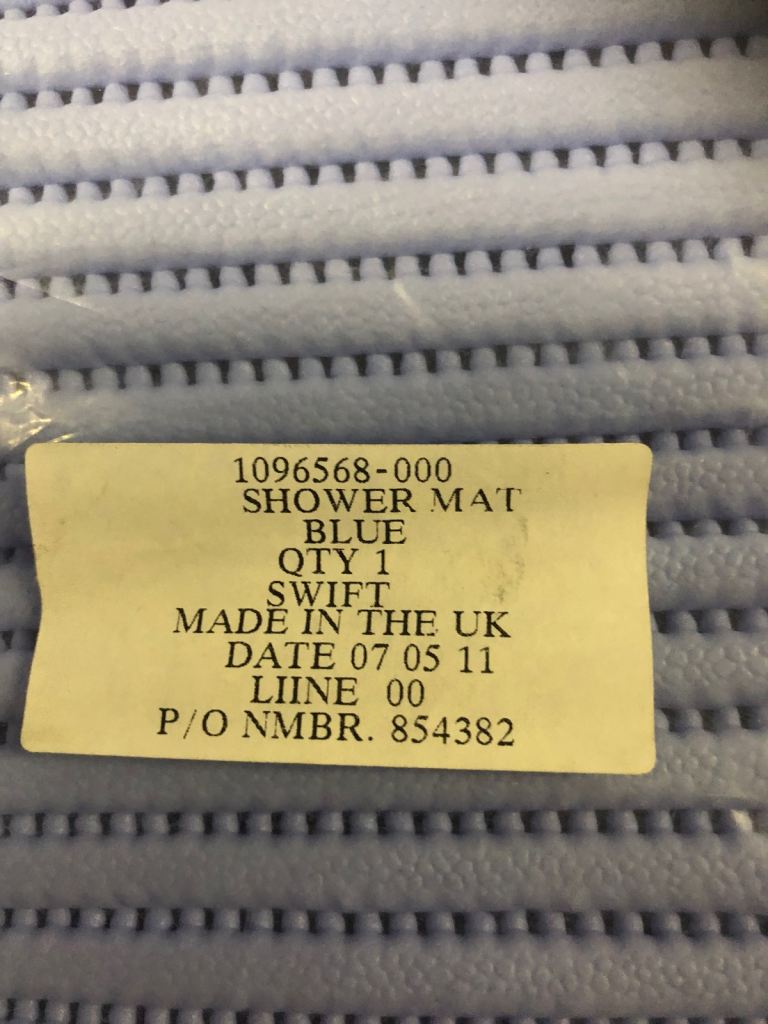 1096568-000
SHOWER MAT
BLUE
QTY 1
SWIFT
MADE IN THE UK
DATE 07 05 11
LIINE 00
P/O NMBR. 854382